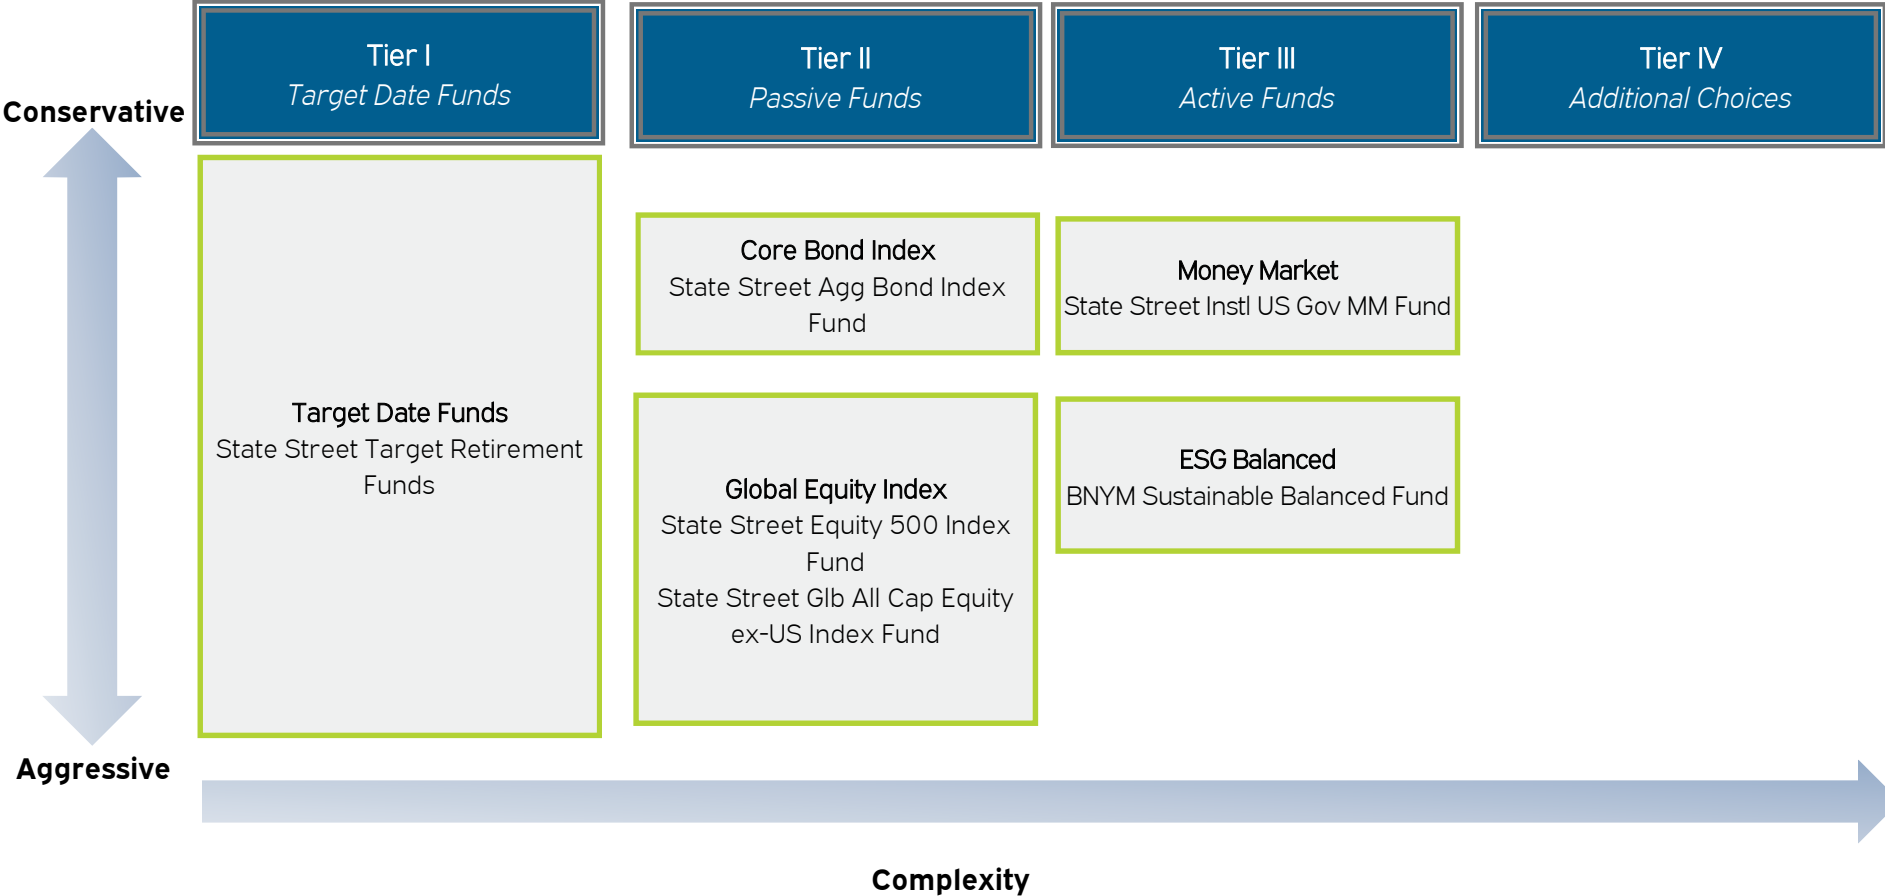 Tier I
Target Date Funds
Tier II
Passive Funds
Tier III
Active Funds
Tier IV
Additional Choices
Conservative
Aggressive
Target Date Funds
State Street Target Retirement
Funds
Core Bond Index
State Street Agg Bond Index
Fund
Global Equity Index
State Street Equity 500 Index
Fund
State Street Glb All Cap Equity
ex-US Index Fund
Money Market
State Street Instl US Gov MM Fund
ESG Balanced
BNYM Sustainable Balanced Fund
Complexity